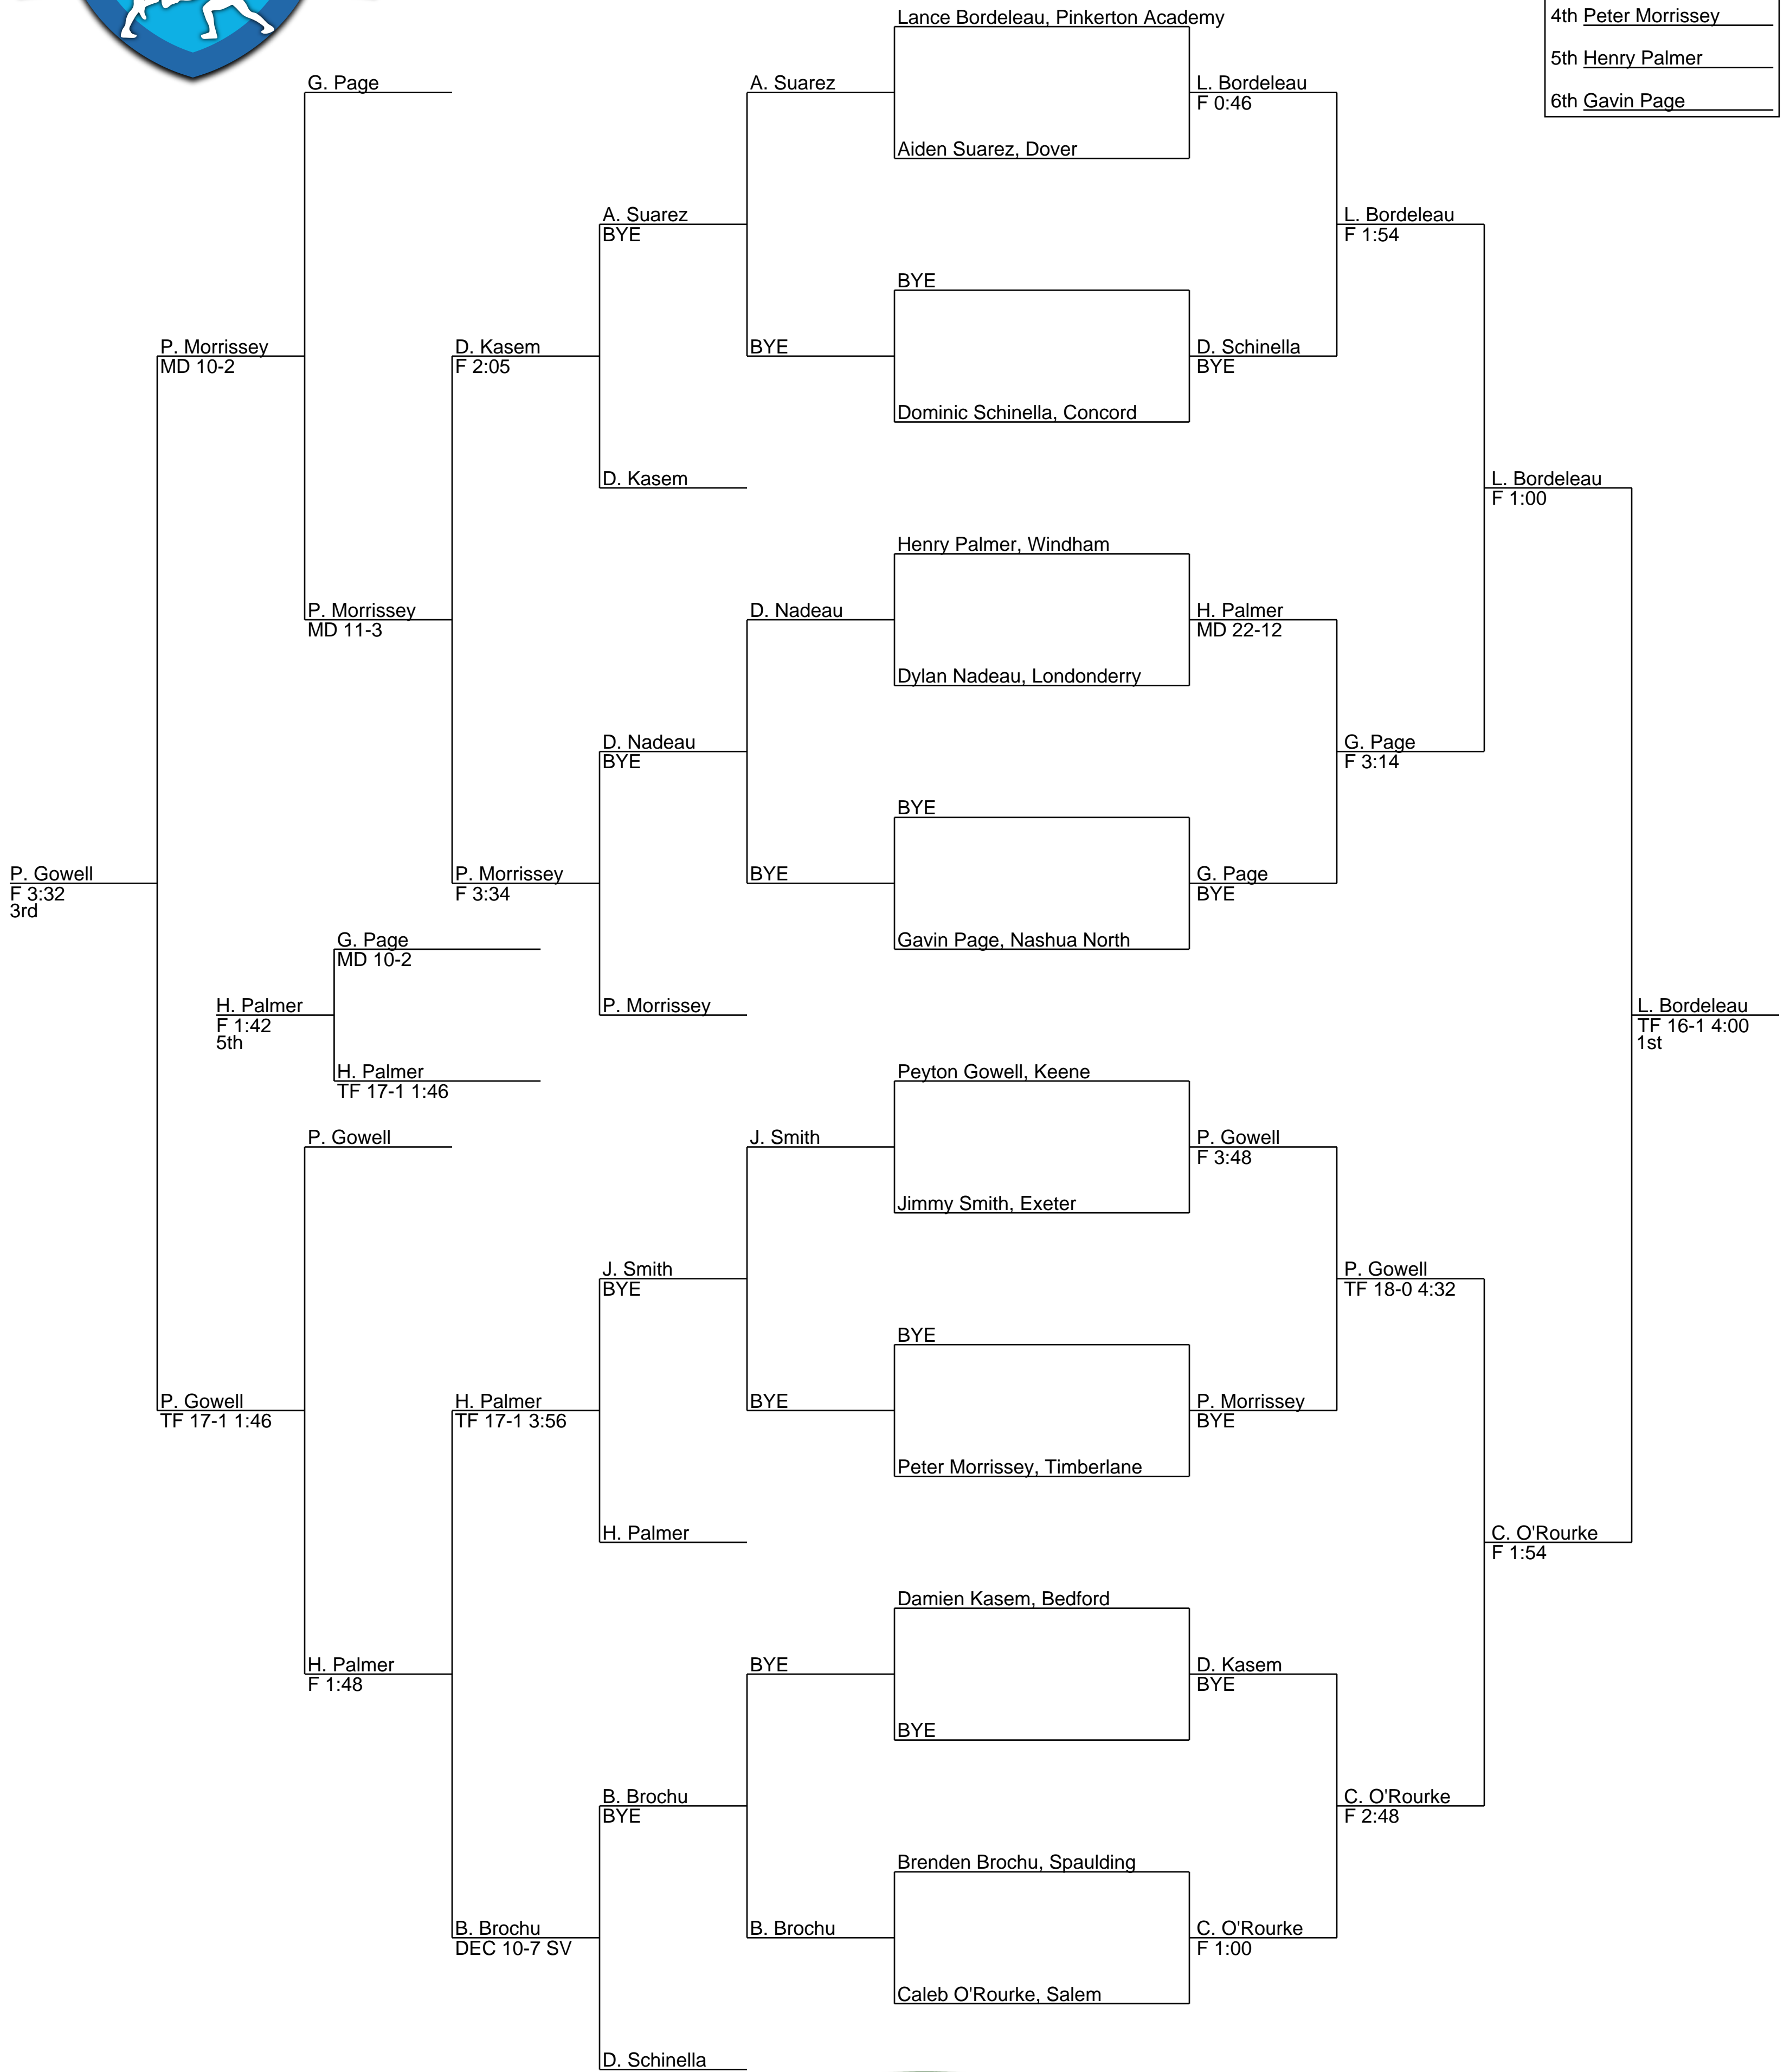 Lance Bordeleau, Pinkerton Academy
4th Peter Morrissey
5th Henry Palmer
6th Gavin Page
G. Page
A. Suarez
L. Bordeleau
F 0:46
Aiden Suarez, Dover
A. Suarez
BYE
L. Bordeleau
F 1:54
BYE
P. Morrissey
MD 10-2
D. Kasem
F 2:05
BYE
D. Schinella
BYE
Dominic Schinella, Concord
D. Kasem
L. Bordeleau
F 1:00
Henry Palmer, Windham
P. Morrissey
MD 11-3
D. Nadeau
H. Palmer
MD 22-12
Dylan Nadeau, Londonderry
D. Nadeau
BYE
G. Page
F 3:14
BYE
P. Gowell
F 3:32
3rd
P. Morrissey
F 3:34
BYE
G. Page
BYE
G. Page
MD 10-2
Gavin Page, Nashua North
H. Palmer
F 1:42
5th
P. Morrissey
L. Bordeleau
TF 16-1 4:00
1st
H. Palmer
TF 17-1 1:46
Peyton Gowell, Keene
P. Gowell
J. Smith
P. Gowell
F 3:48
Jimmy Smith, Exeter
J. Smith
BYE
P. Gowell
TF 18-0 4:32
BYE
P. Gowell
TF 17-1 1:46
H. Palmer
TF 17-1 3:56
BYE
P. Morrissey
BYE
Peter Morrissey, Timberlane
H. Palmer
C. O'Rourke
F 1:54
Damien Kasem, Bedford
H. Palmer
F 1:48
BYE
D. Kasem
BYE
BYE
B. Brochu
BYE
C. O'Rourke
F 2:48
Brenden Brochu, Spaulding
B. Brochu
DEC 10-7 SV
B. Brochu
C. O'Rourke
F 1:00
Caleb O'Rourke, Salem
D. Schinella